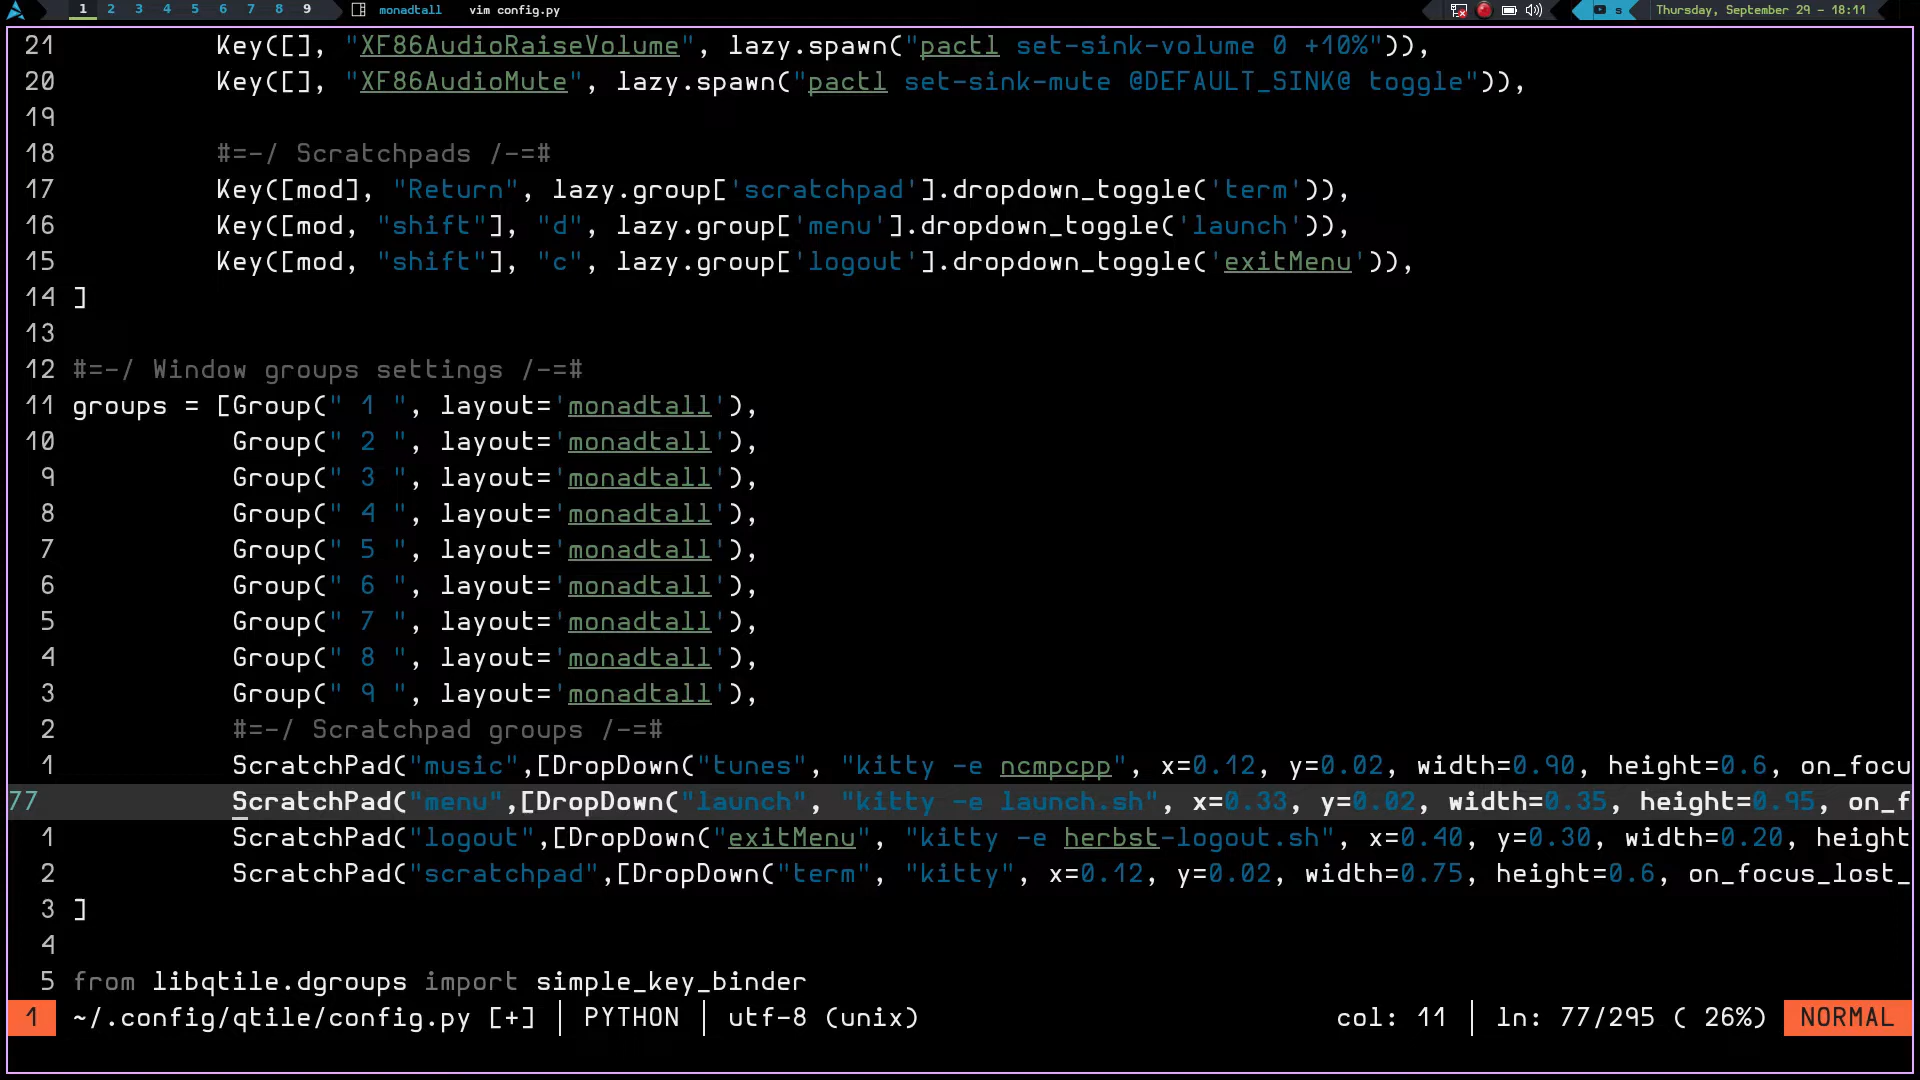 1 2 3 4 5 6 7 8 9 monadtall vim config.py s Thursday, September 29 - 18:11
21 Key([], "XF86AudioRaiseVolume", lazy.spawn("pactl set-sink-volume 0 +10%")),
20 Key([], "XF86AudioMute", lazy.spawn("pactl set-sink-mute @DEFAULT_SINK@ toggle")),
19
18 #=-/ Scratchpads /-=#
17 Key([mod], "Return", lazy.group['scratchpad'].dropdown_toggle('term')),
16 Key([mod, "shift"], "d", lazy.group['menu'].dropdown_toggle('launch')),
15 Key([mod, "shift"], "c", lazy.group['logout'].dropdown_toggle('exitMenu')),
14 ]
13
12 #=-/ Window groups settings /-=#
11 groups = [Group(" 1 ", layout='monadtall'),
10 Group(" 2 ", layout='monadtall'),
9 Group(" 3 ", layout='monadtall'),
8 Group(" 4 ", layout='monadtall'),
7 Group(" 5 ", layout='monadtall'),
6 Group(" 6 ", layout='monadtall'),
5 Group(" 7 ", layout='monadtall'),
4 Group(" 8 ", layout='monadtall'),
3 Group(" 9 ", layout='monadtall'),
2 #=-/ Scratchpad groups /-=#
1 ScratchPad("music",[DropDown("tunes", "kitty -e ncmpcpp", x=0.12, y=0.02, width=0.90, height=0.6, on_focu
77 ScratchPad("menu",[DropDown("launch", "kitty -e launch.sh", x=0.33, y=0.02, width=0.35, height=0.95, on_f
1 ScratchPad("logout",[DropDown("exitMenu", "kitty -e herbst-logout.sh", x=0.40, y=0.30, width=0.20, height
2 ScratchPad("scratchpad",[DropDown("term", "kitty", x=0.12, y=0.02, width=0.75, height=0.6, on_focus_lost_
3 ]
4
5 from libqtile.dgroups import simple_key_binder
1 ~/.config/qtile/config.py [+] | PYTHON | utf-8 (unix) col: 11 | ln: 77/295 ( 26%) NORMAL